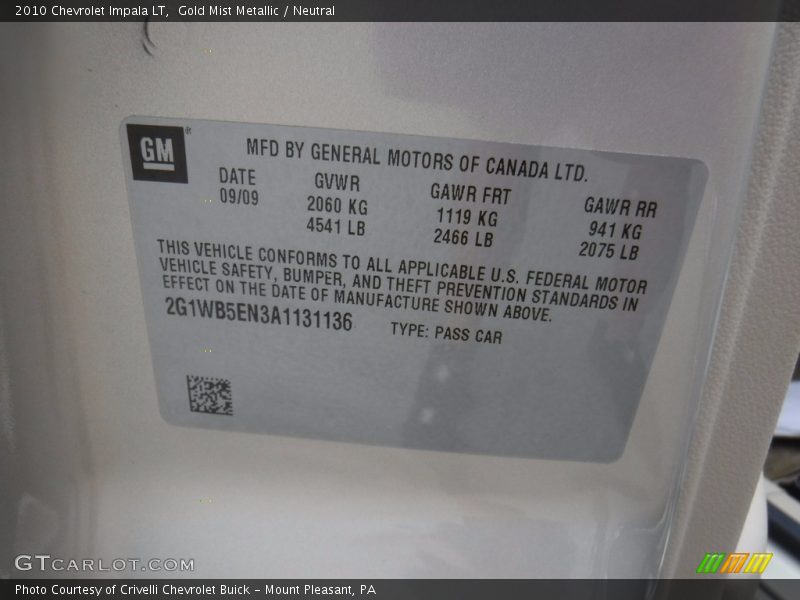 2010 Chevrolet Impala LT,  Gold Mist Metallic / Neutral
GM
MFD BY GENERAL MOTORS OF CANADA LTD.
DATE GVWR GAWR FRT GAWR RR
09/09 2060 KG 1119 KG 941 KG
4541 LB 2466 LB 2075 LB
THIS VEHICLE CONFORMS TO ALL APPLICABLE U.S. FEDERAL MOTOR
VEHICLE SAFETY, BUMPER, AND THEFT PREVENTION STANDARDS IN
EFFECT ON THE DATE OF MANUFACTURE SHOWN ABOVE.
2G1WB5EN3A1131136 TYPE: PASS CAR
GTCARLOT.COM
Photo Courtesy of Crivelli Chevrolet Buick - Mount Pleasant, PA